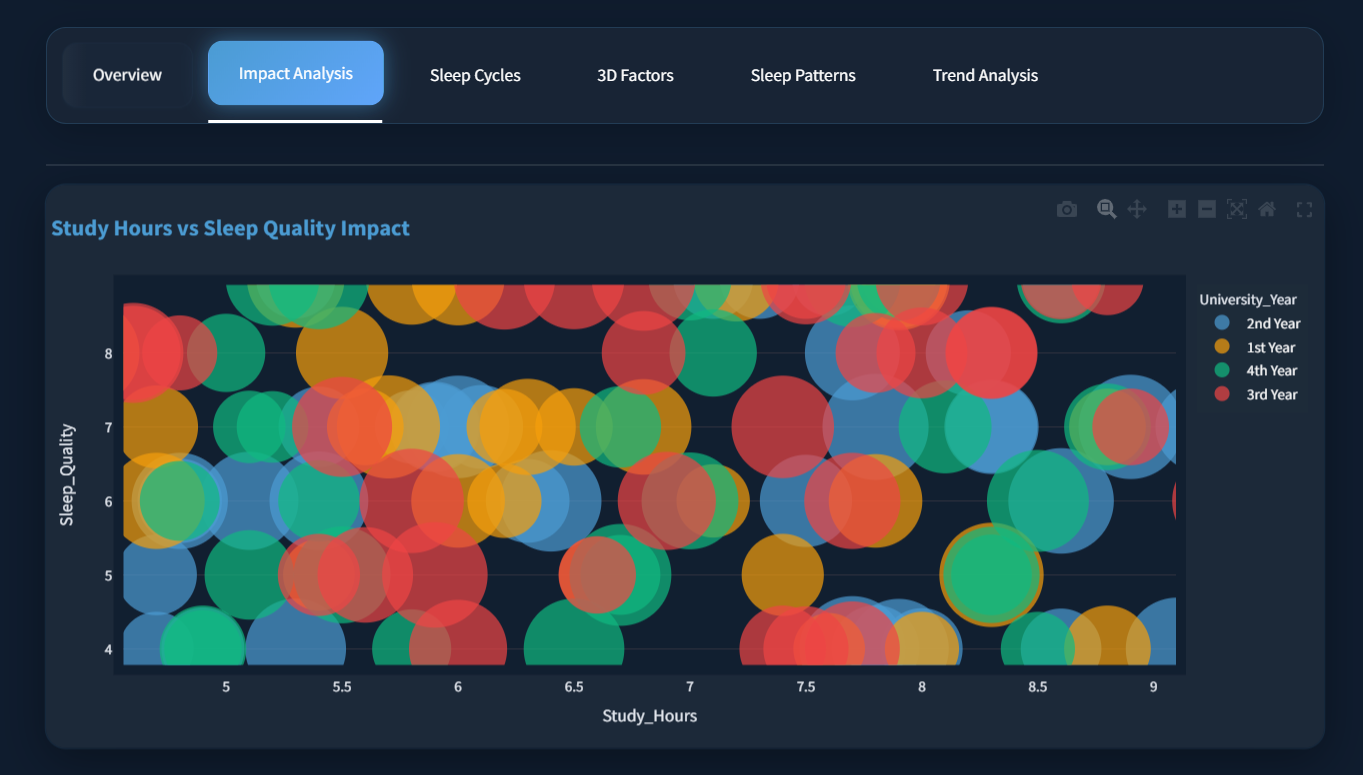 Overview Impact Analysis Sleep Cycles 3D Factors Sleep Patterns Trend Analysis
Study Hours vs Sleep Quality Impact
University_Year
2nd Year
1st Year
4th Year
3rd Year
Sleep_Quality
8
7
6
5
4
5 5.5 6 6.5 7 7.5 8 8.5 9
Study_Hours